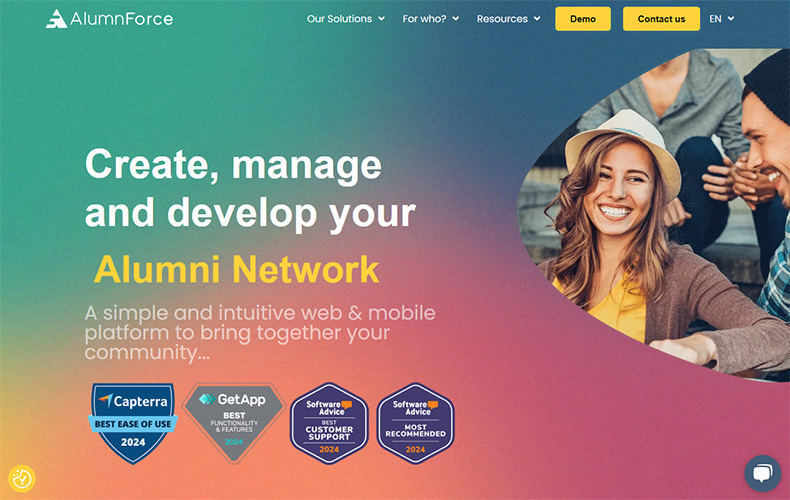 AlumnForce
Our Solutions
For who?
Resources
Demo
Contact us
EN
Create, manage
and develop your
Alumni Network
A simple and intuitive web & mobile
platform to bring together your
community...
Capterra
BEST EASE OF USE
2024
GetApp
BEST
FUNCTIONALITY
& FEATURES
2024
Software
Advice
BEST
CUSTOMER
SUPPORT
2024
Software
Advice
MOST
RECOMMENDED
2024